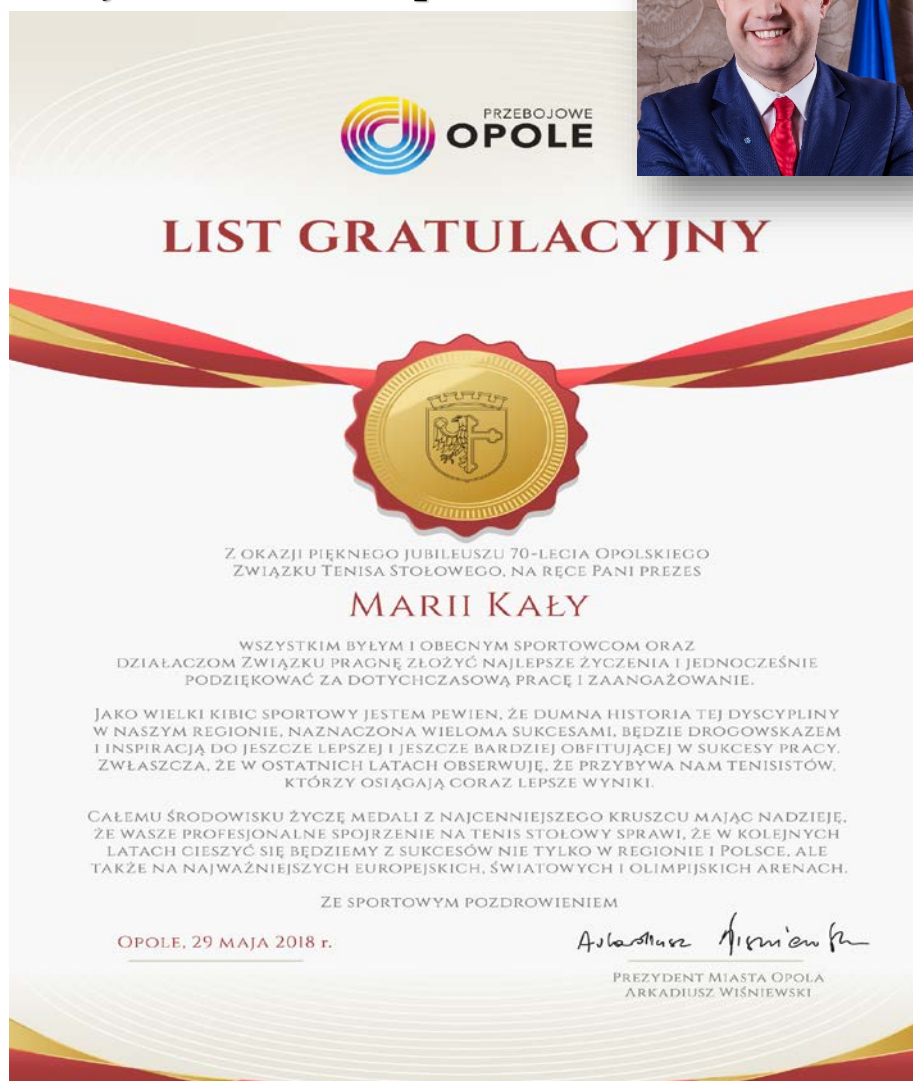 PRZEBOJOWE
OPOLE
LIST GRATULACYJNY
Z OKAZJI PIĘKNEGO JUBILEUSZU 70-LECIA OPOLSKIEGO
ZWIĄZKU TENISA STOŁOWEGO, NA RĘCE PANI PREZES
MARII KAŁY
WSZYSTKIM BYŁYM I OBECNYM SPORTOWCOM ORAZ
DZIAŁACZOM ZWIĄZKU PRAGNĘ ZŁOŻYĆ NAJLEPSZE ŻYCZENIA I JEDNOCZEŚNIE
PODZIĘKOWAĆ ZA DOTYCHCZASOWĄ PRACĘ I ZAANGAŻOWANIE.
JAKO WIELKI KIBIC SPORTOWY JESTEM PEWIEN, ŻE DUMNA HISTORIA TEJ DYSCYPLINY
W NASZYM REGIONIE, NAZNACZONA WIELOMA SUKCESAMI, BĘDZIE DROGOWSKAZEM
I INSPIRACJĄ DO JESZCZE LEPSZEJ I JESZCZE BARDZIEJ OBFITUJĄCEJ W SUKCESY PRACY.
ZWŁASZCZA, ŻE W OSTATNICH LATACH OBSERWUJĘ, ŻE PRZYBYWA NAM TENISISTÓW,
KTÓRZY OSIĄGAJĄ CORAZ LEPSZE WYNIKI.
CAŁEMU ŚRODOWISKU ŻYCZĘ MEDALI Z NAJCENNIEJSZEGO KRUSZCU MAJĄC NADZIEJĘ,
ŻE WASZE PROFESJONALNE SPOJRZENIE NA TENIS STOŁOWY SPRAWI, ŻE W KOLEJNYCH
LATACH CIESZYĆ SIĘ BĘDZIEMY Z SUKCESÓW NIE TYLKO W REGIONIE I POLSCE, ALE
TAKŻE NA NAJWAŻNIEJSZYCH EUROPEJSKICH, ŚWIATOWYCH I OLIMPIJSKICH ARENACH.
ZE SPORTOWYM POZDROWIENIEM
OPOLE, 29 MAJA 2018 r.
Arkadiusz Wiśniewski
PREZYDENT MIASTA OPOLA
ARKADIUSZ WIŚNIEWSKI